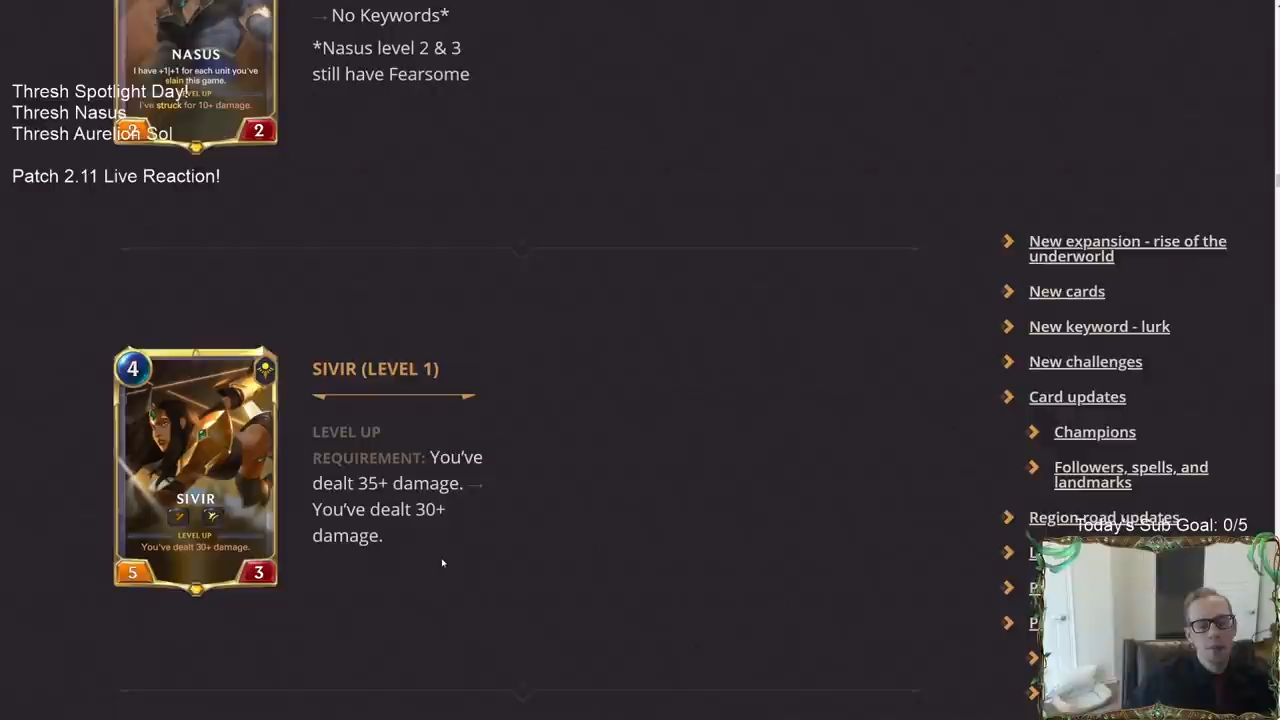 → No Keywords*
*Nasus level 2 & 3
still have Fearsome
NASUS
I have +1|+1 for each unit you've
slain this game.
LEVEL UP
I've struck for 10+ damage.
2
2
Thresh Spotlight Day!
Thresh Nasus
Thresh Aurelion Sol
Patch 2.11 Live Reaction!
4
SIVIR
LEVEL UP
You've dealt 30+ damage.
5
3
SIVIR (LEVEL 1)
LEVEL UP
REQUIREMENT: You've
dealt 35+ damage. →
You've dealt 30+
damage.
New expansion - rise of the
underworld
New cards
New keyword - lurk
New challenges
Card updates
Champions
Followers, spells, and
landmarks
Region road updates
Today's Sub Goal: 0/5